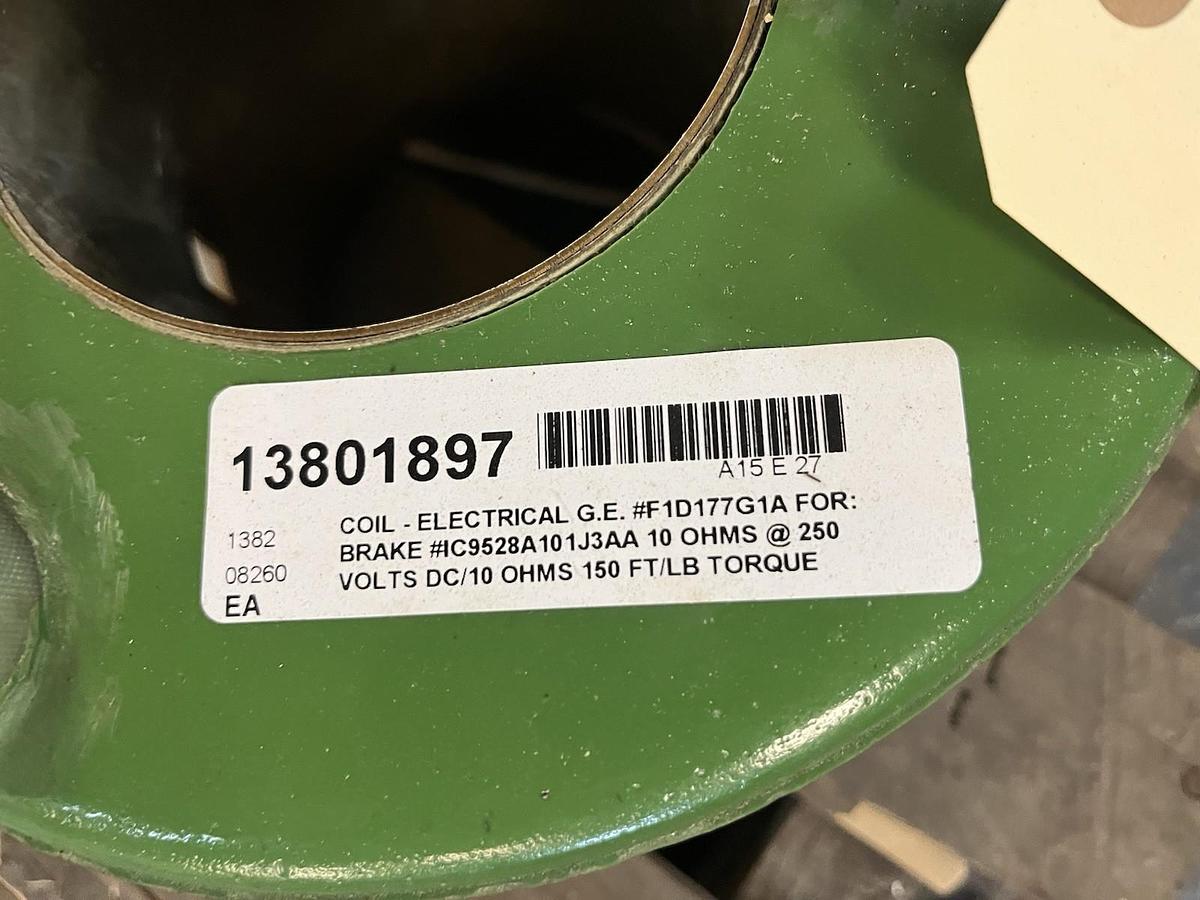 13801897
A15 E 27
1382
08260
EA
COIL - ELECTRICAL G.E. #F1D177G1A FOR:
BRAKE #IC9528A101J3AA 10 OHMS @ 250
VOLTS DC/10 OHMS 150 FT/LB TORQUE